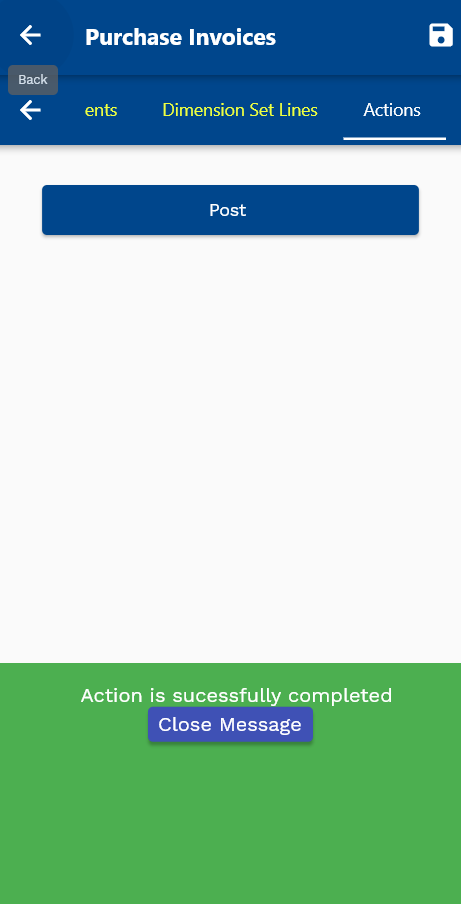 Purchase Invoices
Back
ents Dimension Set Lines Actions
Post
Action is sucessfully completed
Close Message